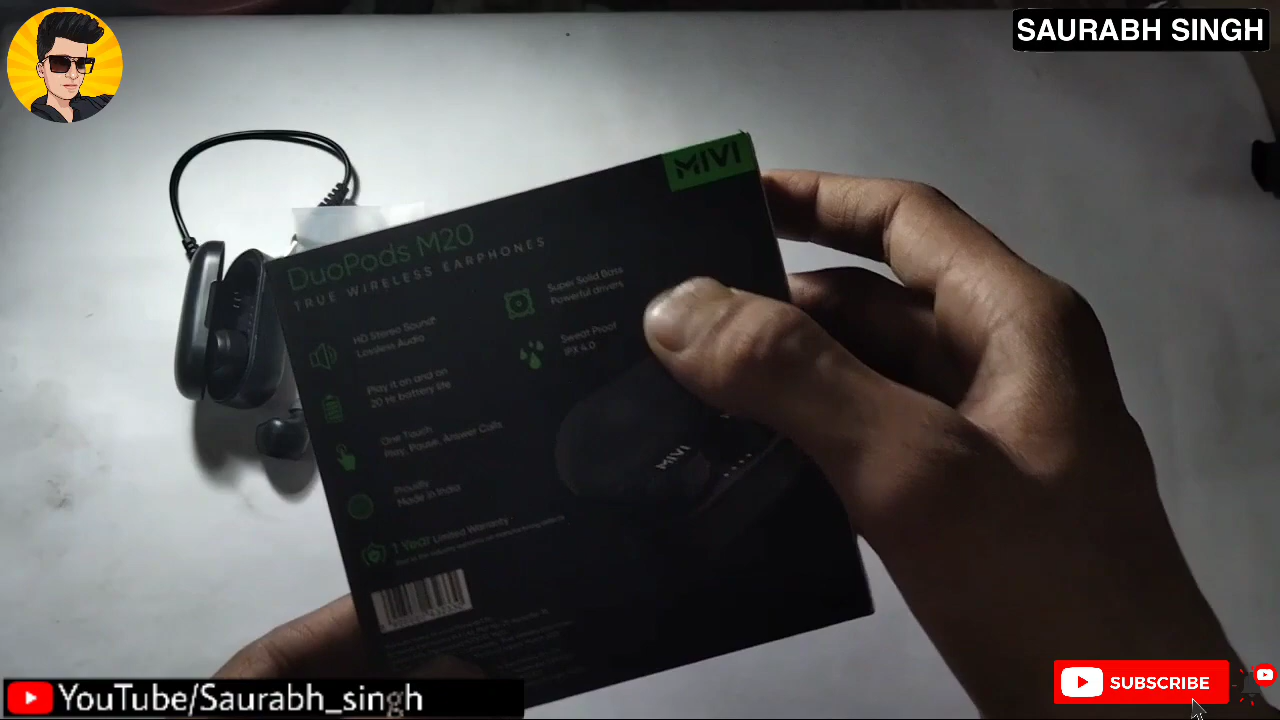 SAURABH SINGH
MIVI
DuoPods M20
TRUE WIRELESS EARPHONES
Super Solid Bass
Powerful drivers
HD Stereo Sound*
Lossless Audio
Sweat Proof
IPX 4.0
Play it on and on
20 hr battery life
One Touch
Play, Pause, Answer Calls
Proudly
Made in India
MIVI
1 Year Limited Warranty
YouTube/Saurabh_singh
SUBSCRIBE